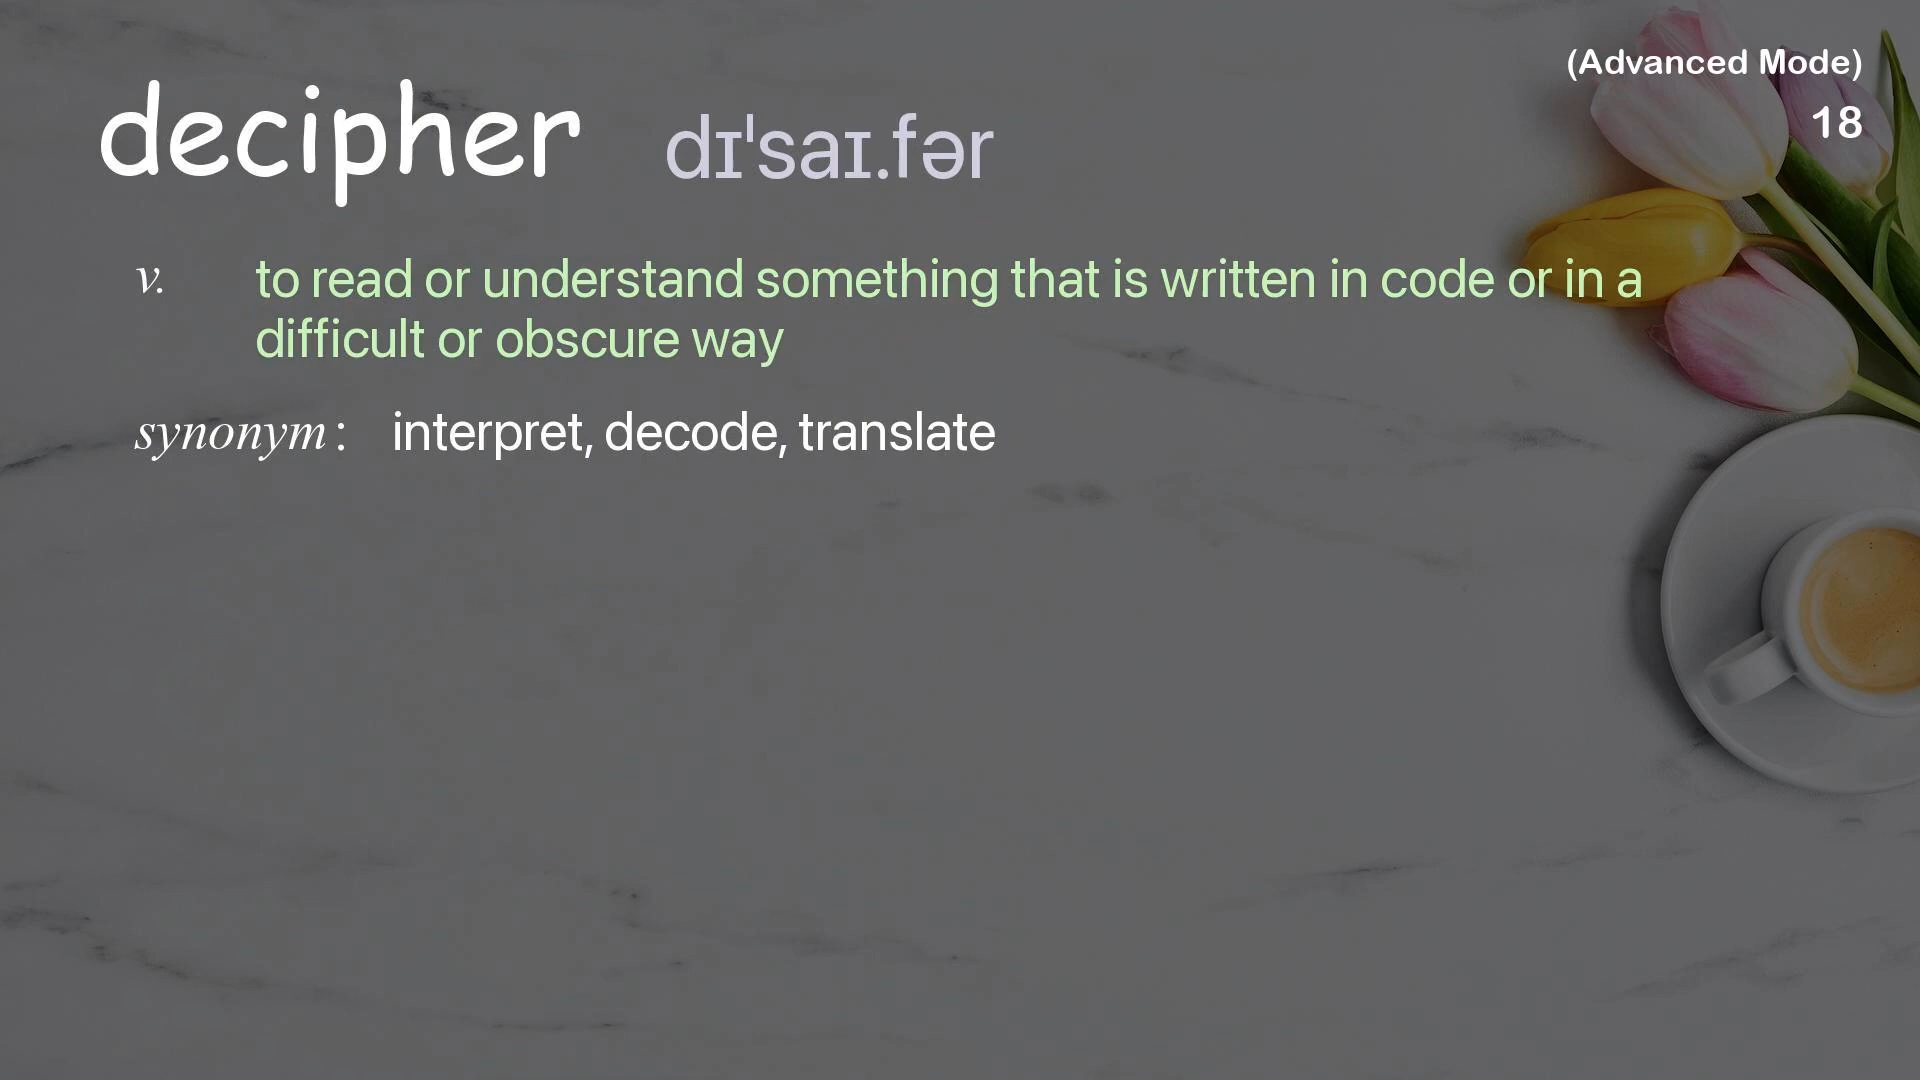 (Advanced Mode)
18
decipher dɪˈsaɪ.fər
v. to read or understand something that is written in code or in a
difficult or obscure way
synonym : interpret, decode, translate